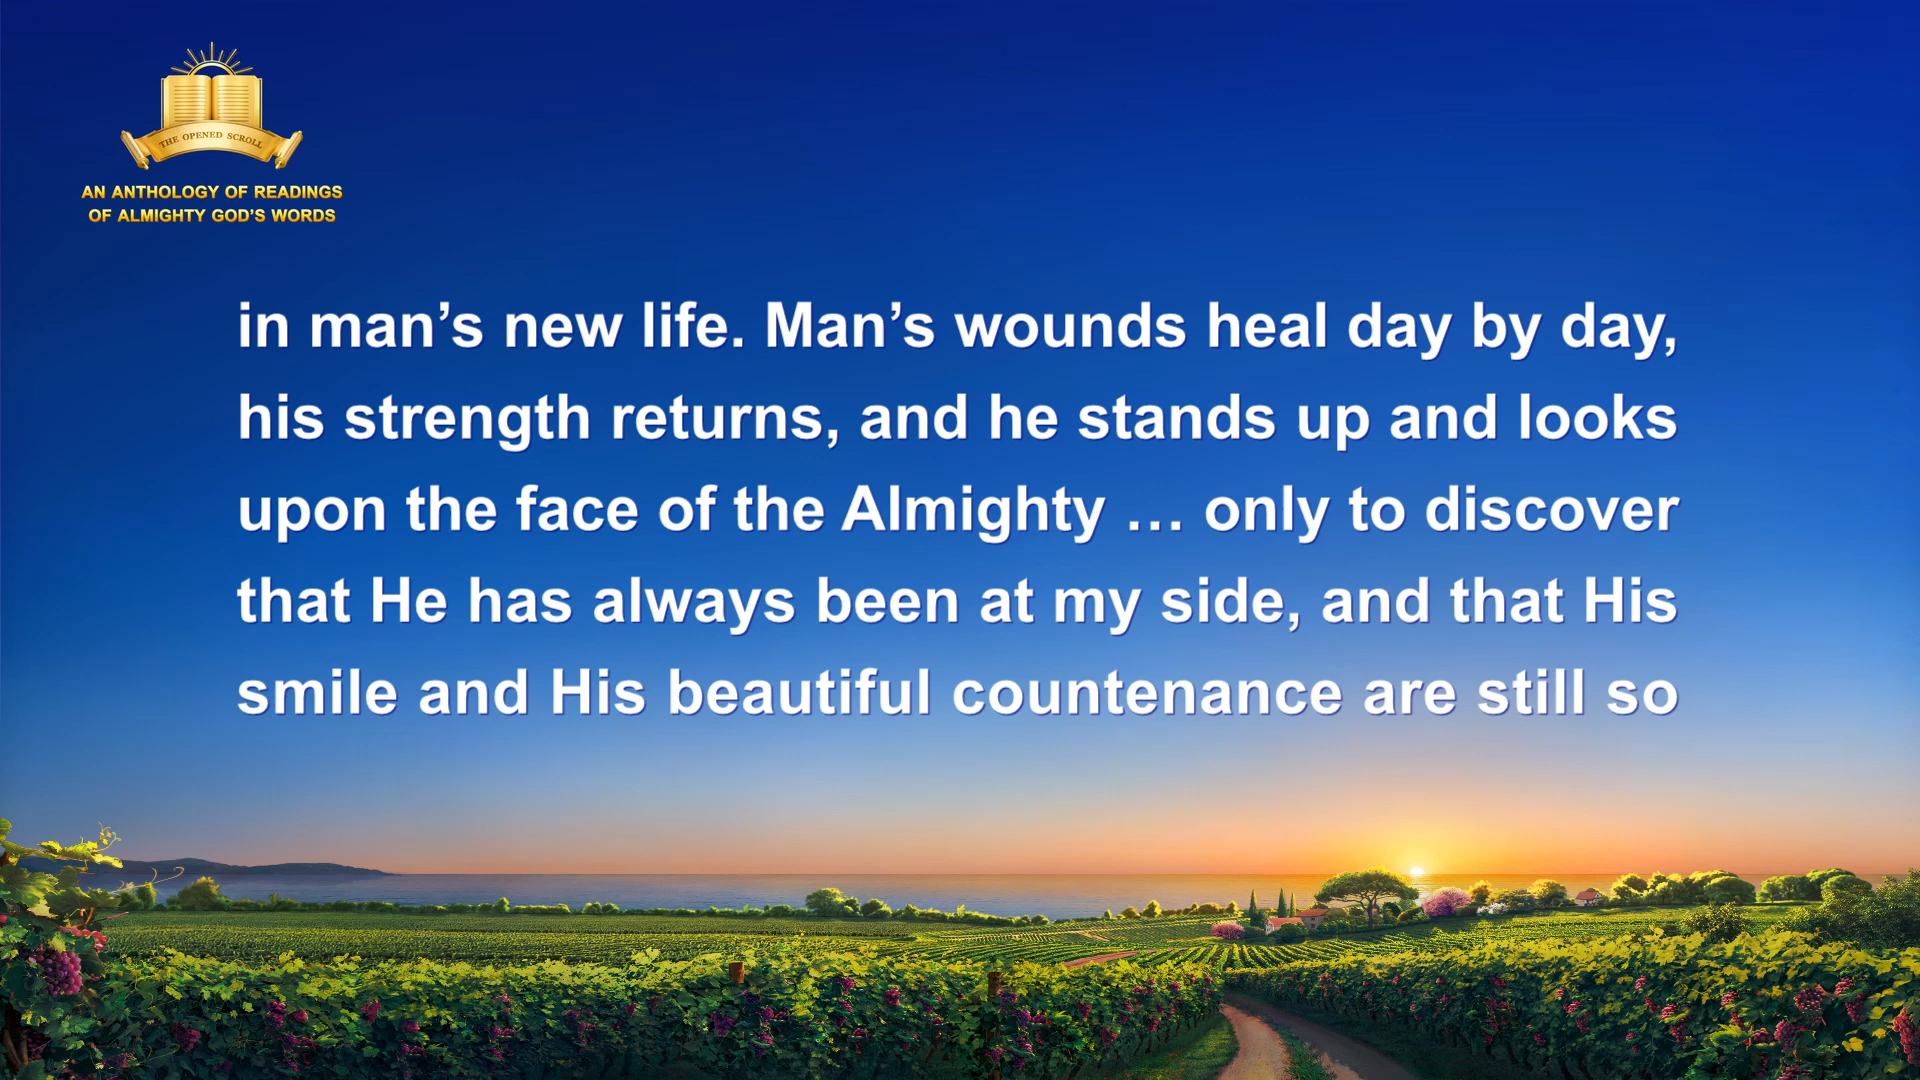 THE OPENED SCROLL
AN ANTHOLOGY OF READINGS
OF ALMIGHTY GOD’S WORDS
in man’s new life. Man’s wounds heal day by day,
his strength returns, and he stands up and looks
upon the face of the Almighty … only to discover
that He has always been at my side, and that His
smile and His beautiful countenance are still so